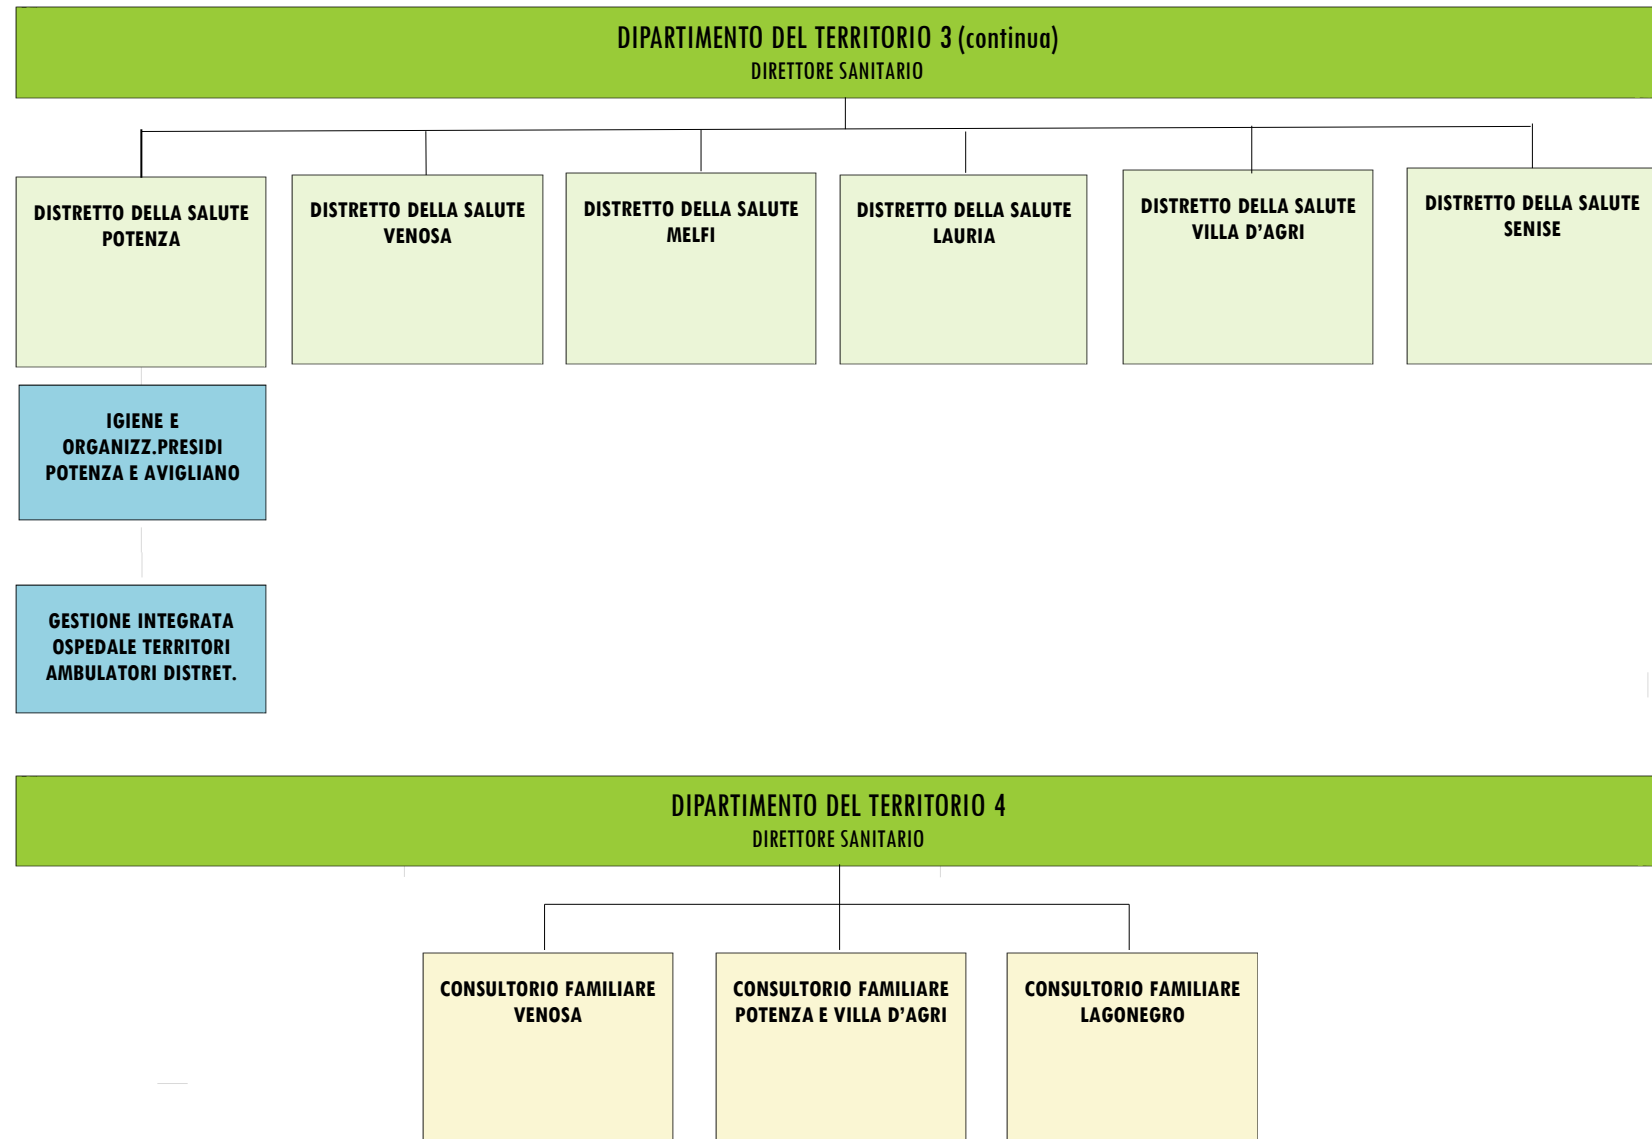 DIPARTIMENTO DEL TERRITORIO 3 (continua)
DIRETTORE SANITARIO
DISTRETTO DELLA SALUTE
POTENZA
DISTRETTO DELLA SALUTE
VENOSA
DISTRETTO DELLA SALUTE
MELFI
DISTRETTO DELLA SALUTE
LAURIA
DISTRETTO DELLA SALUTE
VILLA D’AGRI
DISTRETTO DELLA SALUTE
SENISE
IGIENE E
ORGANIZZ.PRESIDI
POTENZA E AVIGLIANO
GESTIONE INTEGRATA
OSPEDALE TERRITORI
AMBULATORI DISTRET.
DIPARTIMENTO DEL TERRITORIO 4
DIRETTORE SANITARIO
CONSULTORIO FAMILIARE
VENOSA
CONSULTORIO FAMILIARE
POTENZA E VILLA D’AGRI
CONSULTORIO FAMILIARE
LAGONEGRO